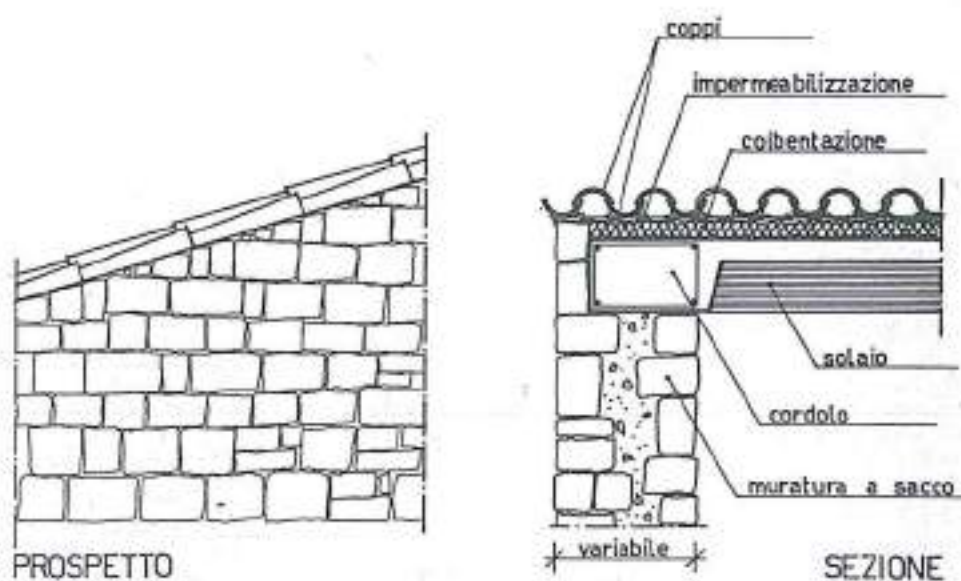 coppi
impermeabilizzazione
coibentazione
solaio
cordolo
muratura a sacco
variabile
PROSPETTO
SEZIONE